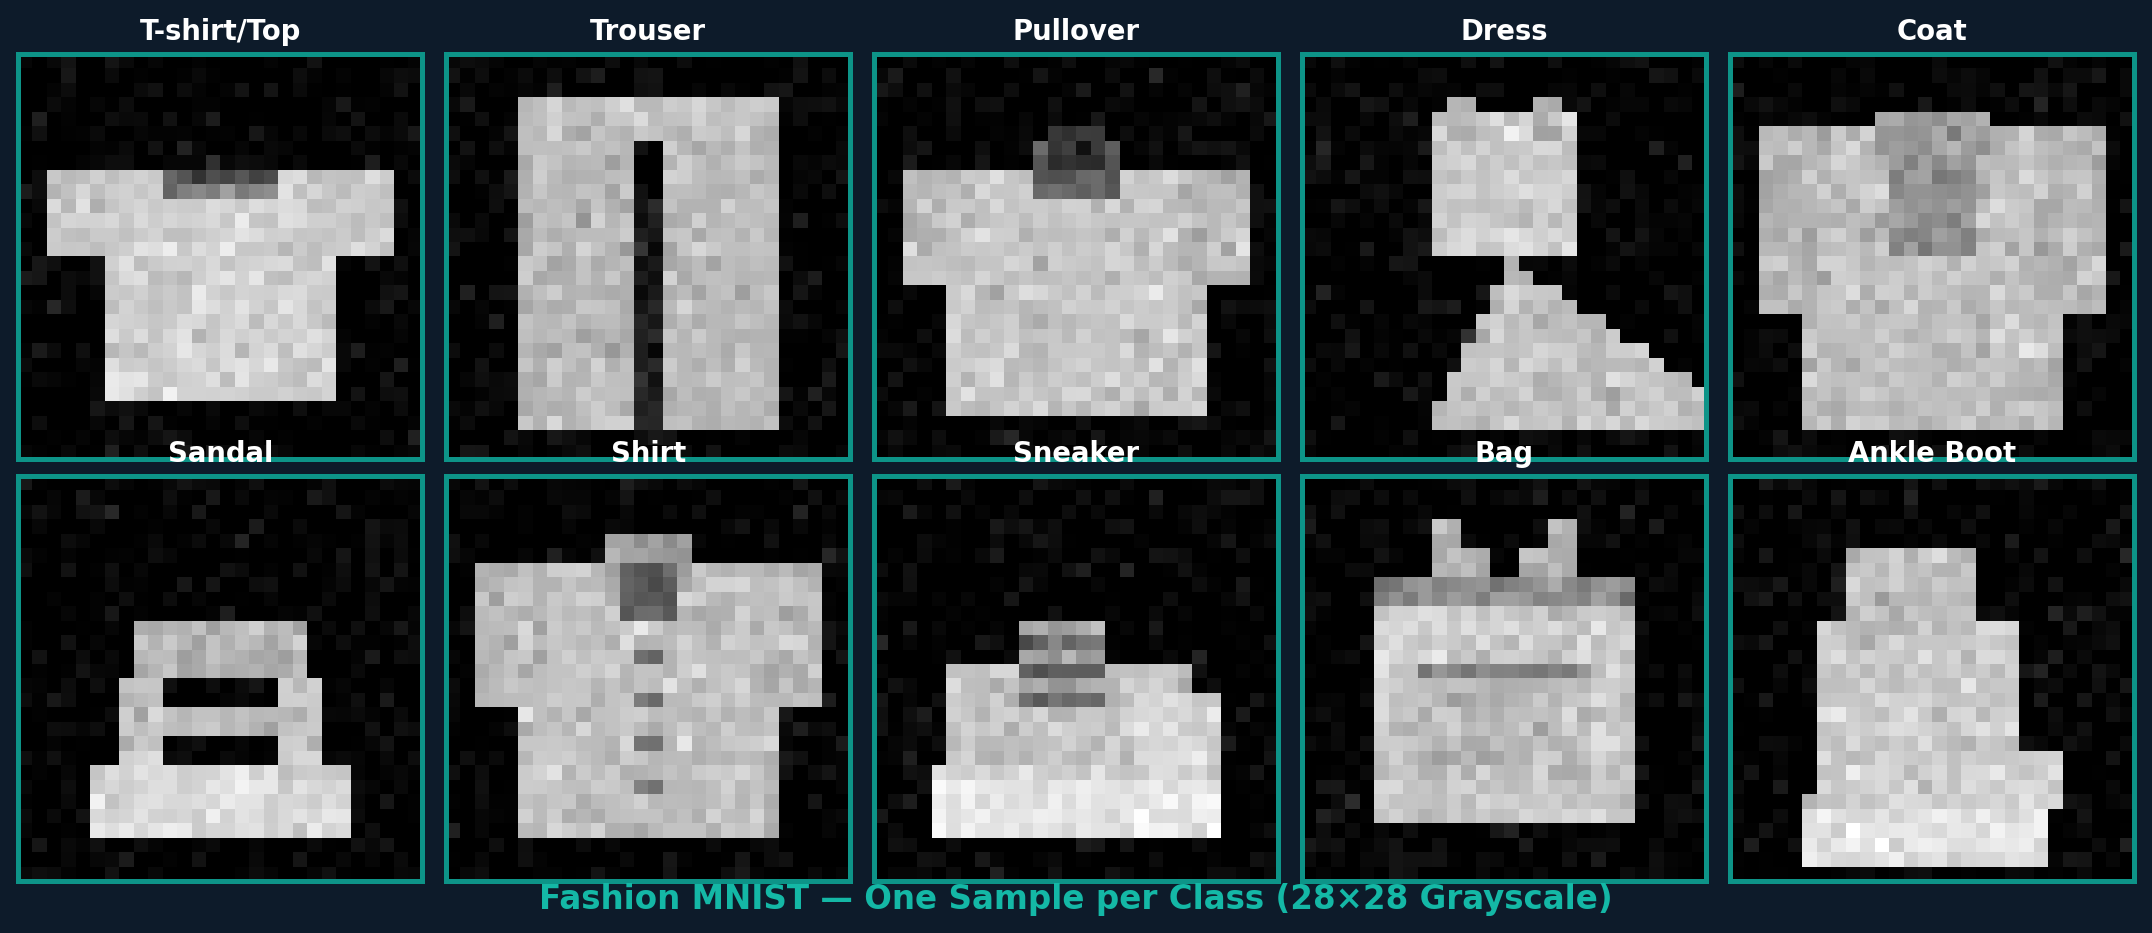 T-shirt/Top
Trouser
Pullover
Dress
Coat
Sandal
Shirt
Sneaker
Bag
Ankle Boot
Fashion MNIST — One Sample per Class (28×28 Grayscale)